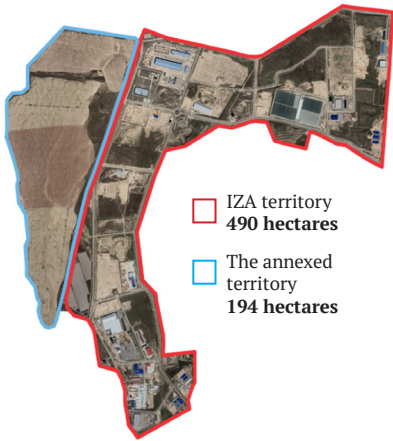 IZA territory
490 hectares
The annexed
territory
194 hectares